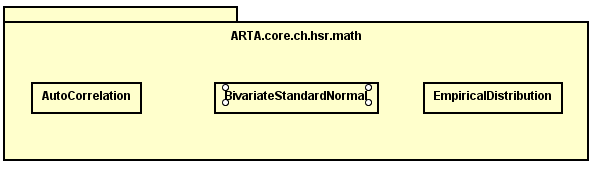 ARTA.core.ch.hsr.math
AutoCorrelation
BivariateStandardNormal
EmpiricalDistribution